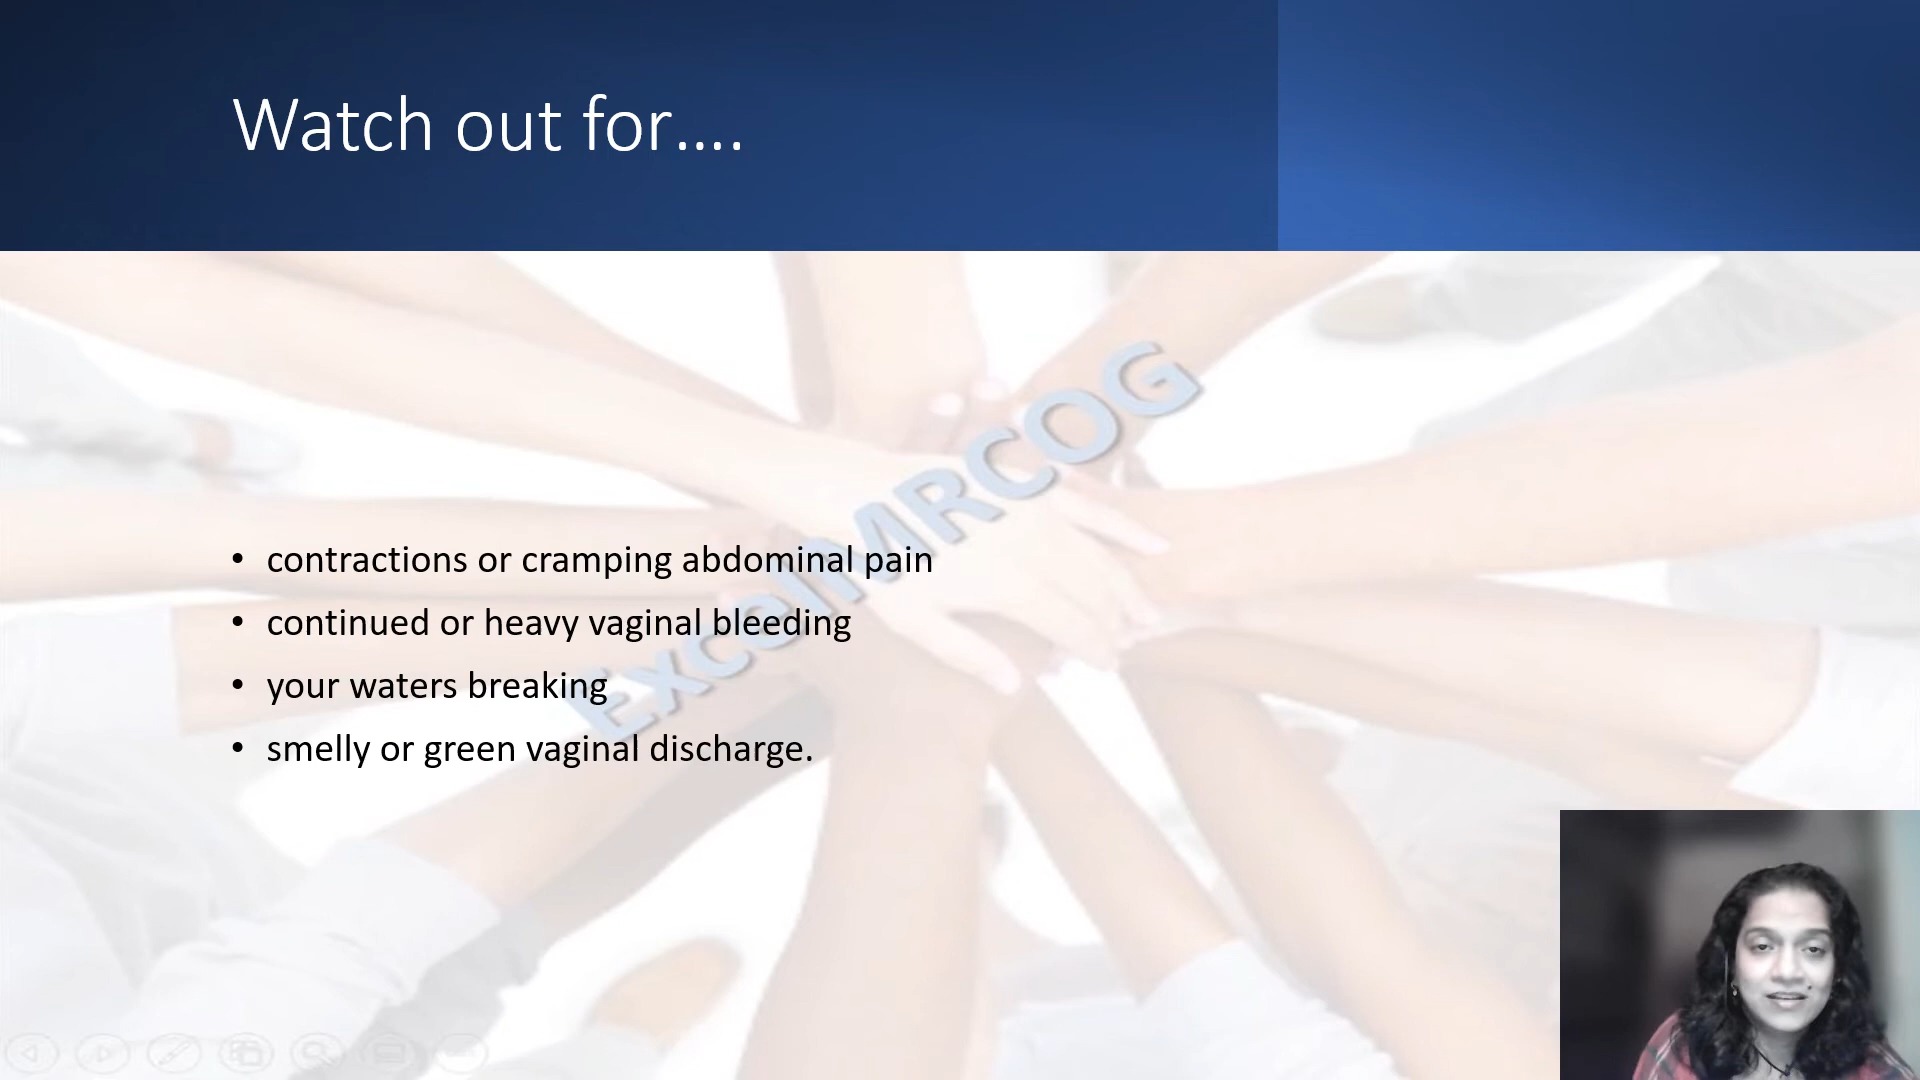 Watch out for....
ExcelMRCOG
• contractions or cramping abdominal pain
• continued or heavy vaginal bleeding
• your waters breaking
• smelly or green vaginal discharge.